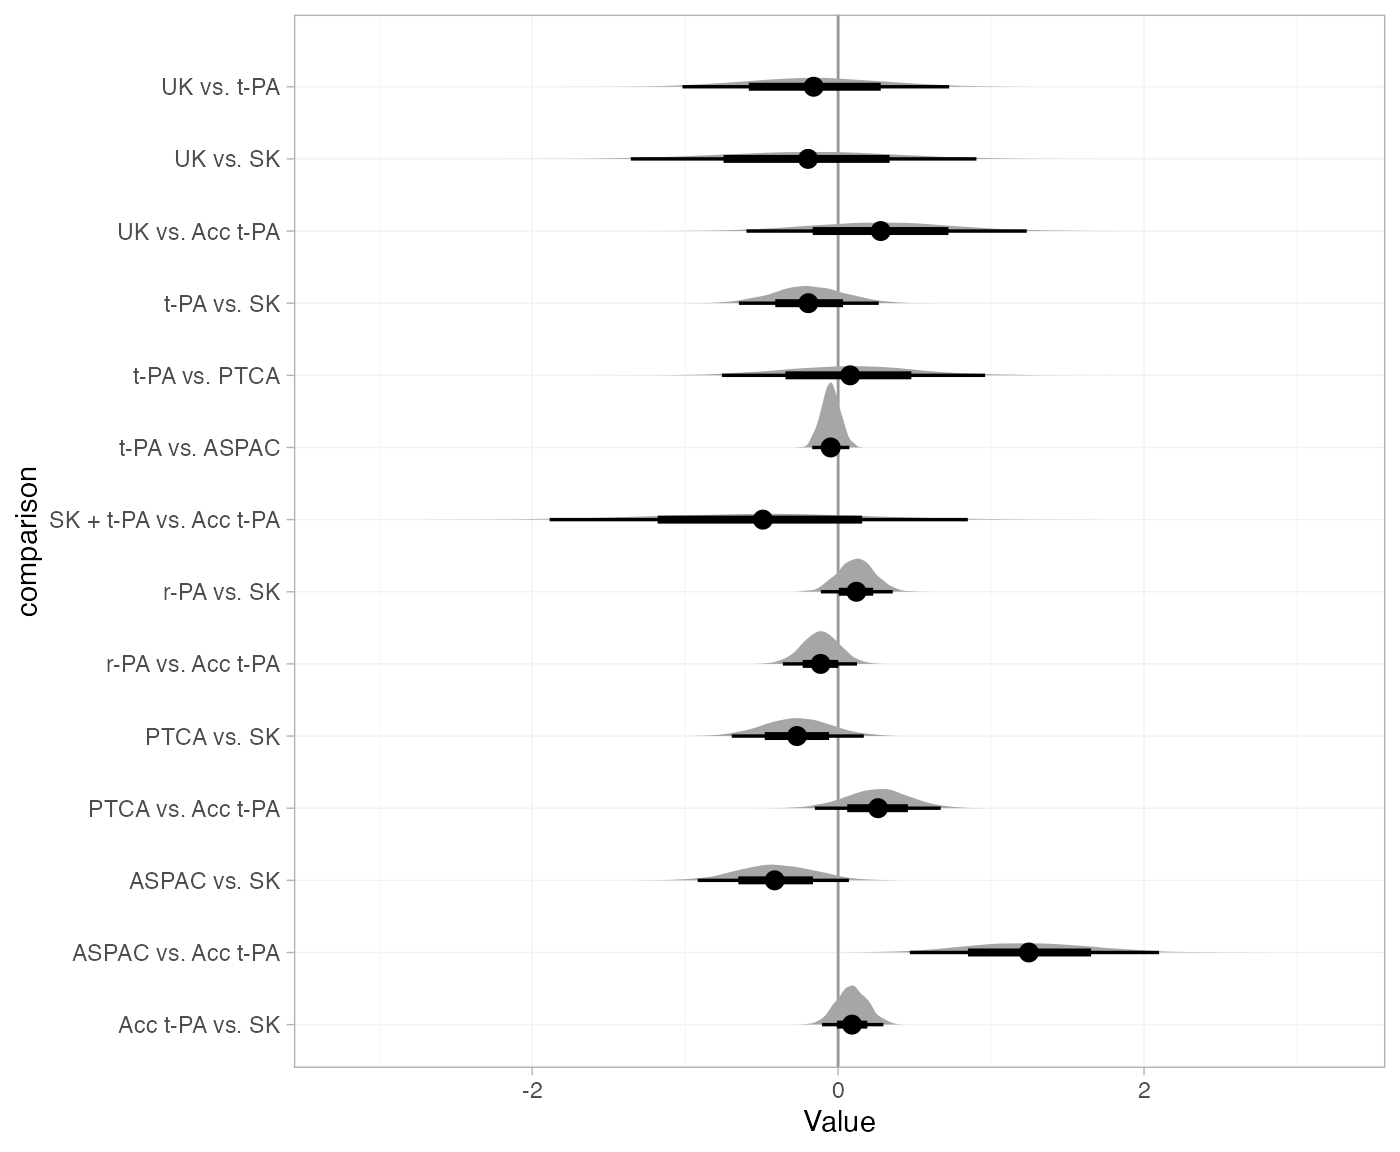 UK vs. t-PA
UK vs. SK
UK vs. Acc t-PA
t-PA vs. SK
t-PA vs. PTCA
t-PA vs. ASPAC
SK + t-PA vs. Acc t-PA
r-PA vs. SK
r-PA vs. Acc t-PA
PTCA vs. SK
PTCA vs. Acc t-PA
ASPAC vs. SK
ASPAC vs. Acc t-PA
Acc t-PA vs. SK
comparison
-2 0 2
Value